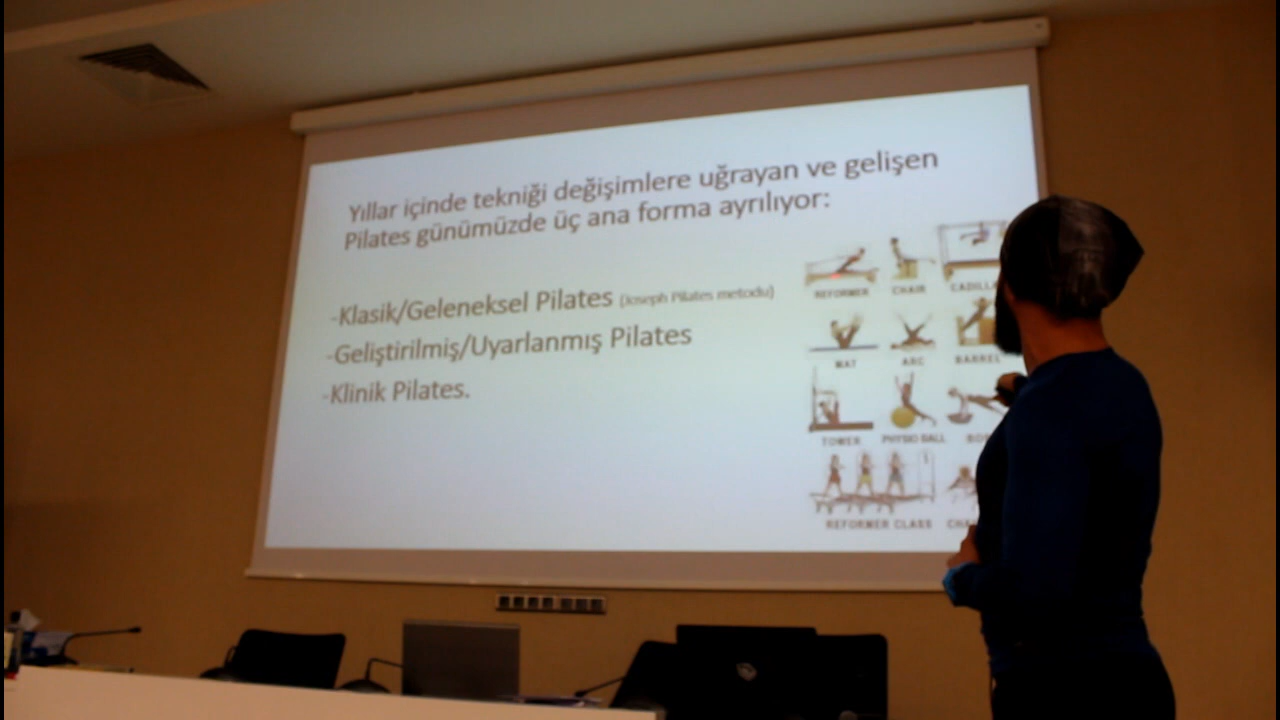 Yıllar içinde tekniği değişimlere uğrayan ve gelişen
Pilates günümüzde üç ana forma ayrılıyor:
-Klasik/Geleneksel Pilates (Joseph Pilates metodu)
-Geliştirilmiş/Uyarlanmış Pilates
-Klinik Pilates.
REFORMER CHAIR
MAT ARC BARREL
TOWER PHYSIO BALL
REFORMER CLASS